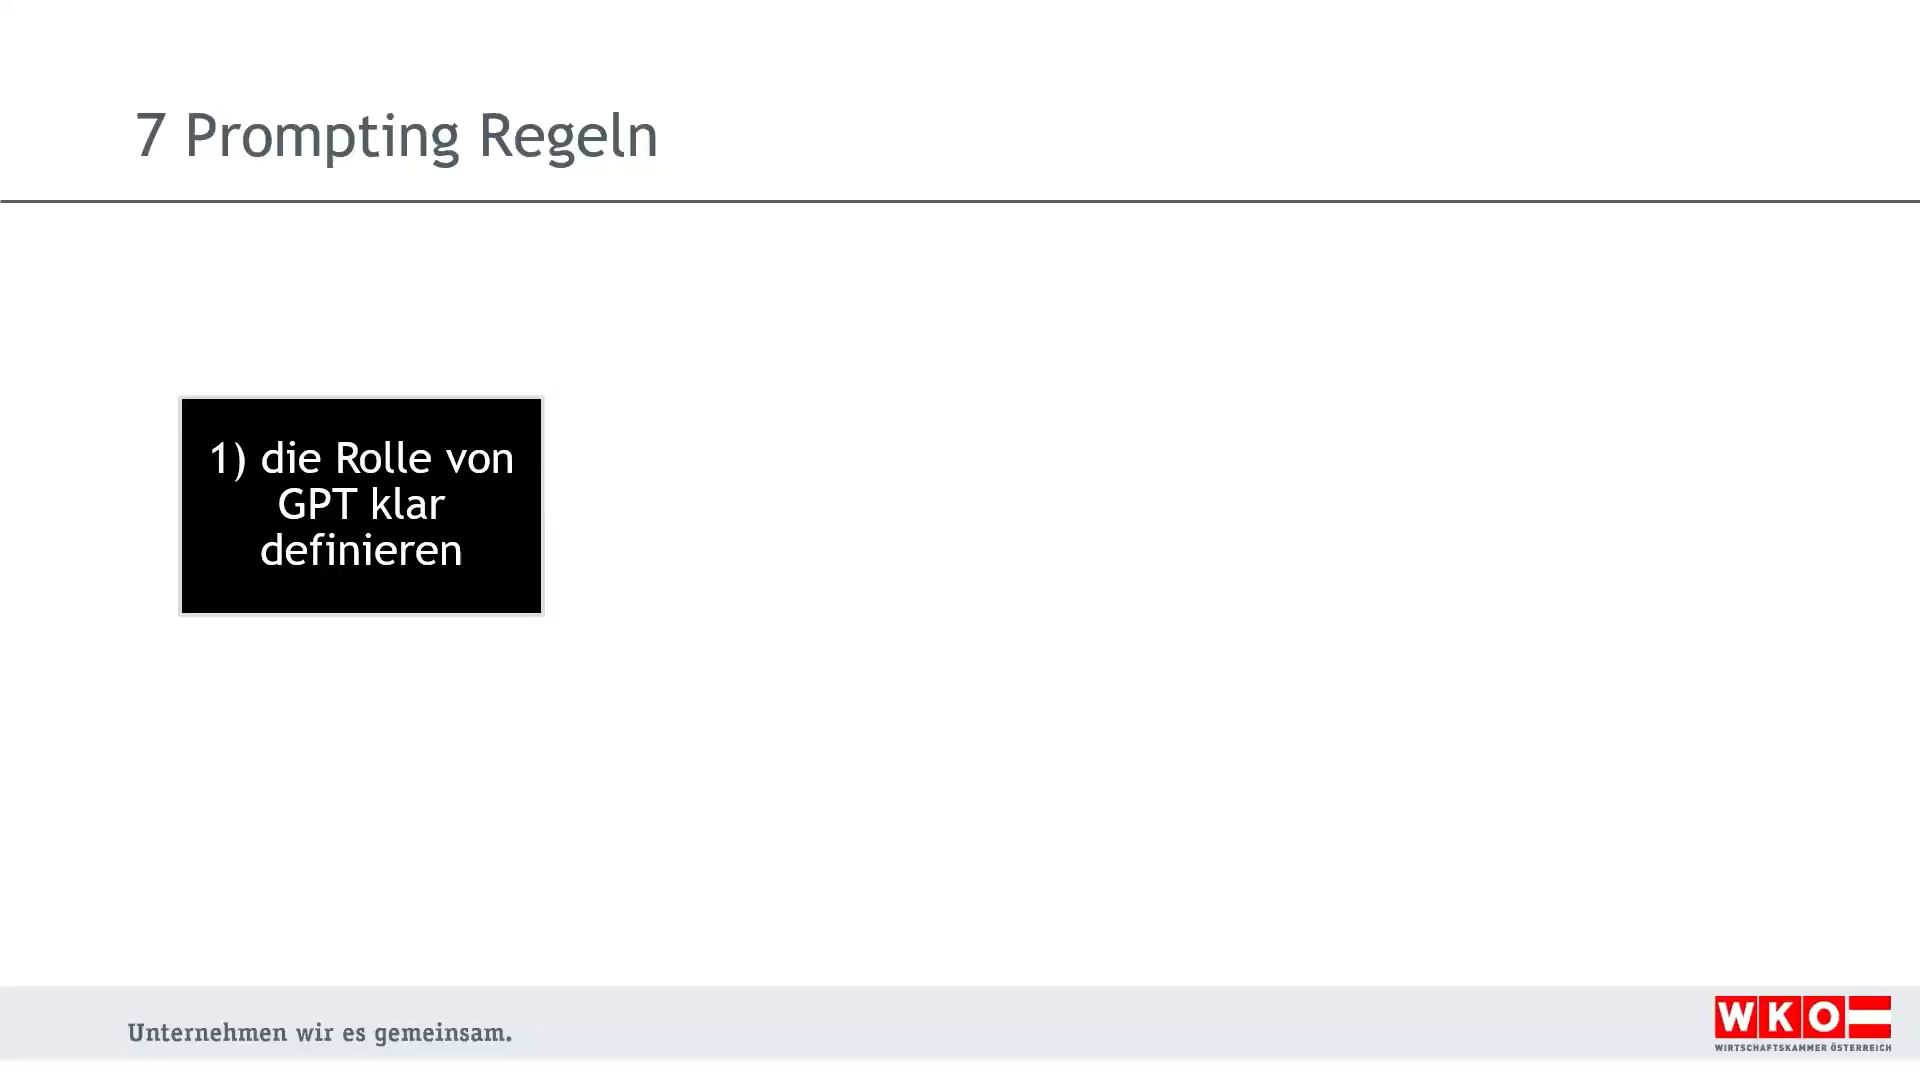 7 Prompting Regeln
1) die Rolle von
GPT klar
definieren
Unternehmen wir es gemeinsam.
WKO
WIRTSCHAFTSKAMMER ÖSTERREICH